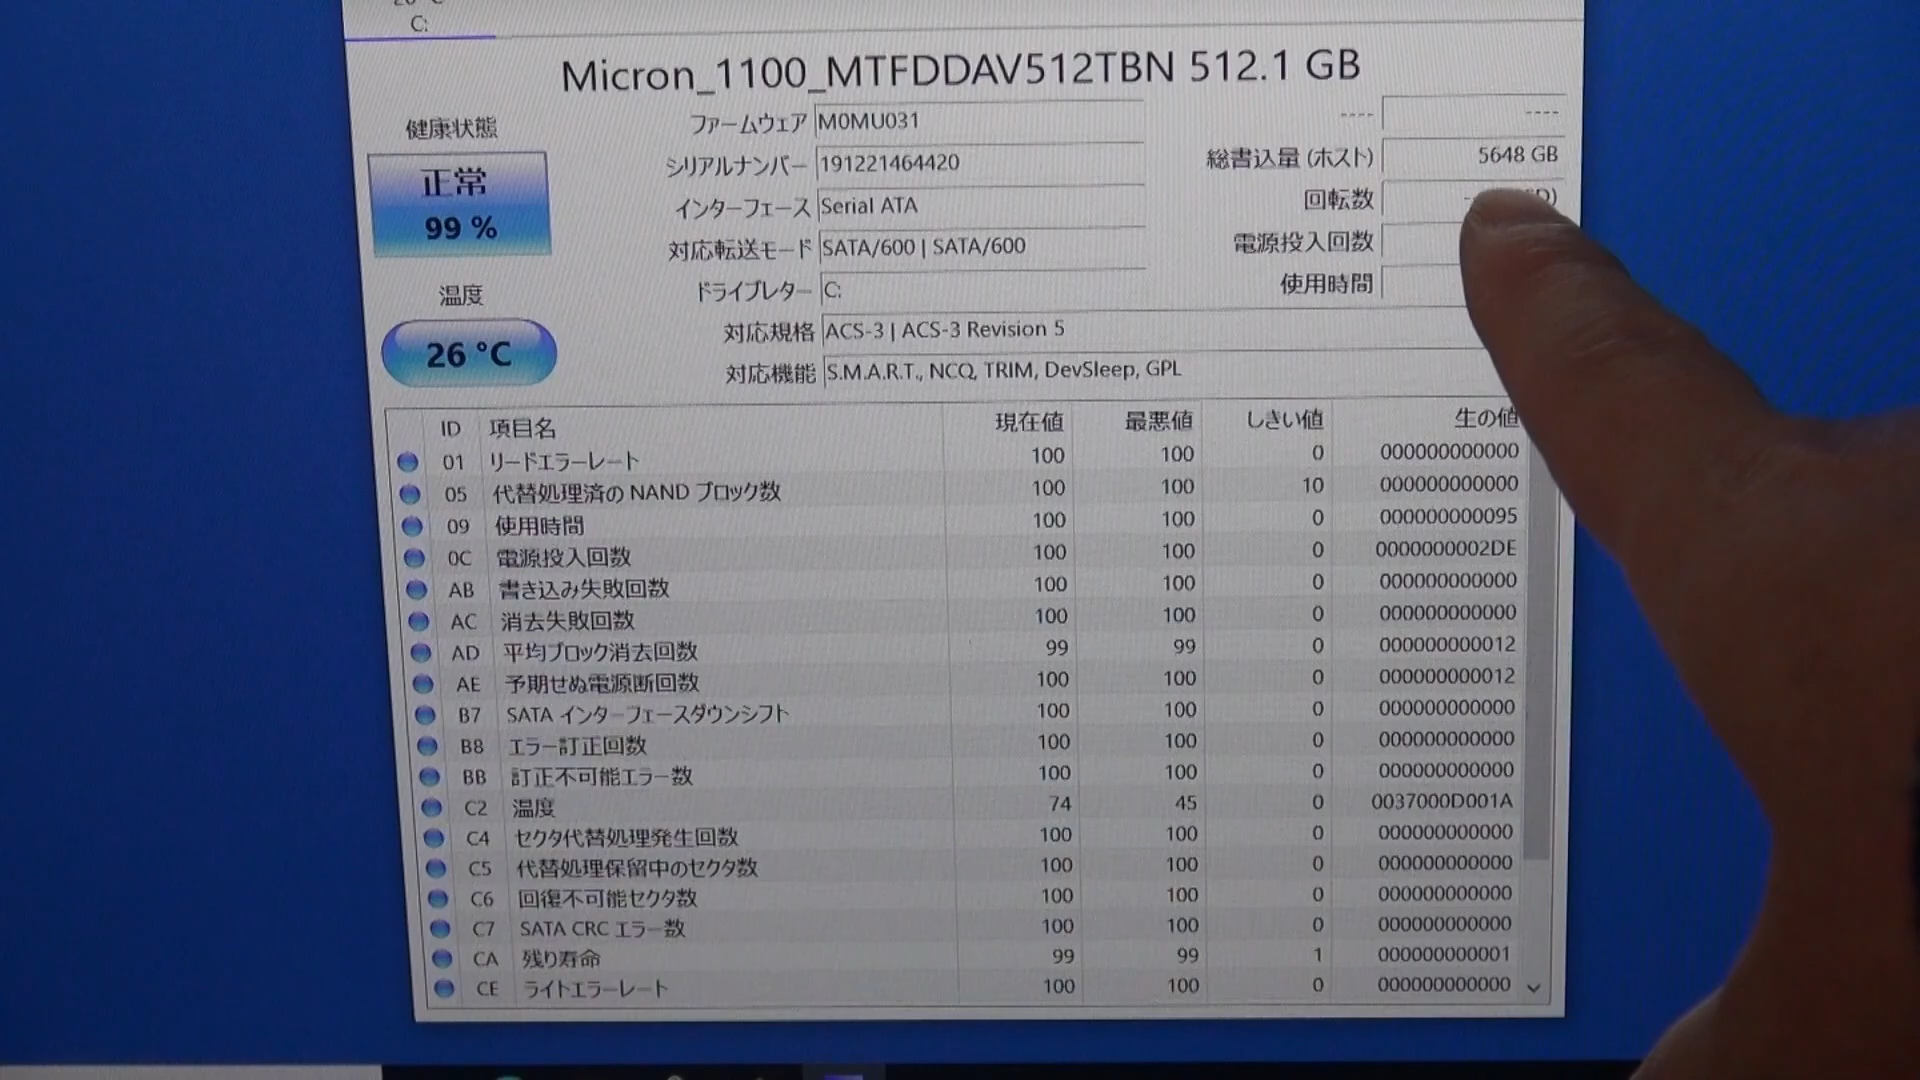 C:
Micron_1100_MTFDDAV512TBN 512.1 GB
健康状態
正常
99 %
温度
26 °C
ファームウェア M0MU031
シリアルナンバー 191221464420
インターフェース Serial ATA
対応転送モード SATA/600 | SATA/600
ドライブレター C:
対応規格 ACS-3 | ACS-3 Revision 5
対応機能 S.M.A.R.T., NCQ, TRIM, DevSleep, GPL
---- ----
総書込量 (ホスト) 5648 GB
回転数
電源投入回数
使用時間
ID 項目名 現在値 最悪値 しきい値 生の値
01 リードエラーレート 100 100 0 000000000000
05 代替処理済の NAND ブロック数 100 100 10 000000000000
09 使用時間 100 100 0 000000000095
0C 電源投入回数 100 100 0 0000000002DE
AB 書き込み失敗回数 100 100 0 000000000000
AC 消去失敗回数 100 100 0 000000000000
AD 平均ブロック消去回数 99 99 0 000000000012
AE 予期せぬ電源断回数 100 100 0 000000000012
B7 SATA インターフェースダウンシフト 100 100 0 000000000000
B8 エラー訂正回数 100 100 0 000000000000
BB 訂正不可能エラー数 100 100 0 000000000000
C2 温度 74 45 0 0037000D001A
C4 セクタ代替処理発生回数 100 100 0 000000000000
C5 代替処理保留中のセクタ数 100 100 0 000000000000
C6 回復不可能セクタ数 100 100 0 000000000000
C7 SATA CRC エラー数 100 100 0 000000000000
CA 残り寿命 99 99 1 000000000001
CE ライトエラーレート 100 100 0 000000000000